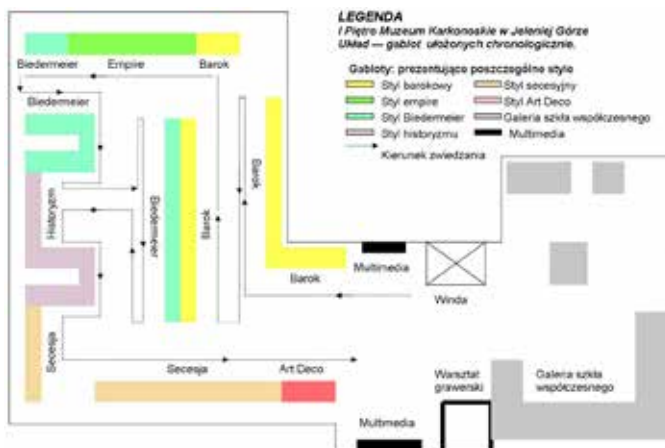 LEGENDA
I Piętro Muzeum Karkonoskie w Jeleniej Górze
Układ — gablot ułożonych chronologicznie.
Gabloty: prezentujące poszczególne style
Styl barokowy
Styl secesyjny
Styl empire
Styl Art Deco
Styl Biedermeier
Galeria szkła współczesnego
Styl historyzmu
Multimedia
Kierunek zwiedzania
Biedermeier
Empire
Barok
Biedermeier
Historyzm
Biedermeier
Barok
Barok
Barok
Multimedia
Winda
Secesja
Secesja
Art Deco
Warsztat
grawerski
Galeria szkła
współczesnego
Multimedia